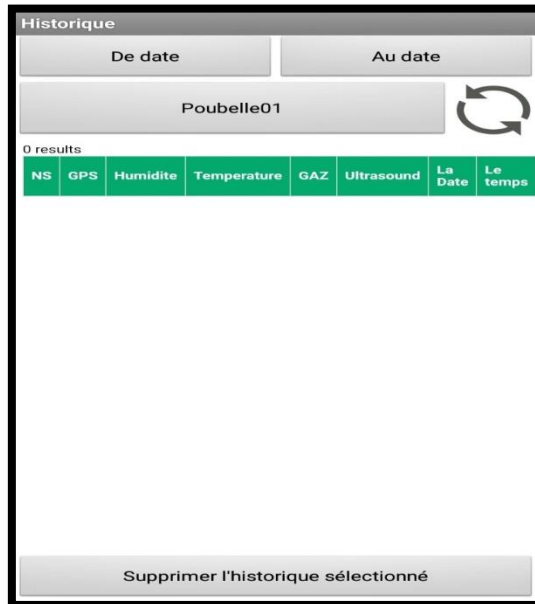 Historique
De date Au date
Poubelle01
0 results
NS GPS Humidite Temperature GAZ Ultrasound La Date Le temps
Supprimer l'historique sélectionné